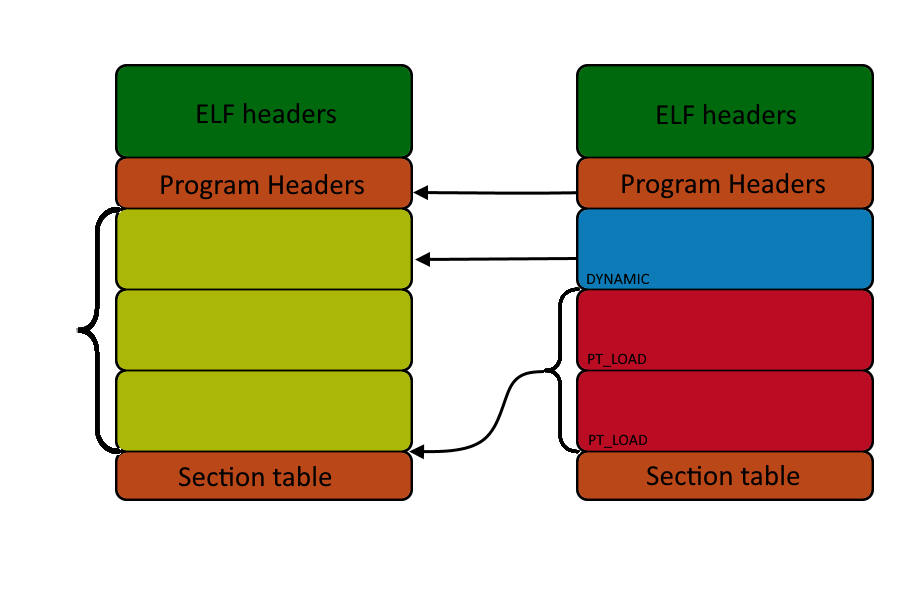 ELF headers
Program Headers
Section table
ELF headers
Program Headers
DYNAMIC
PT_LOAD
PT_LOAD
Section table